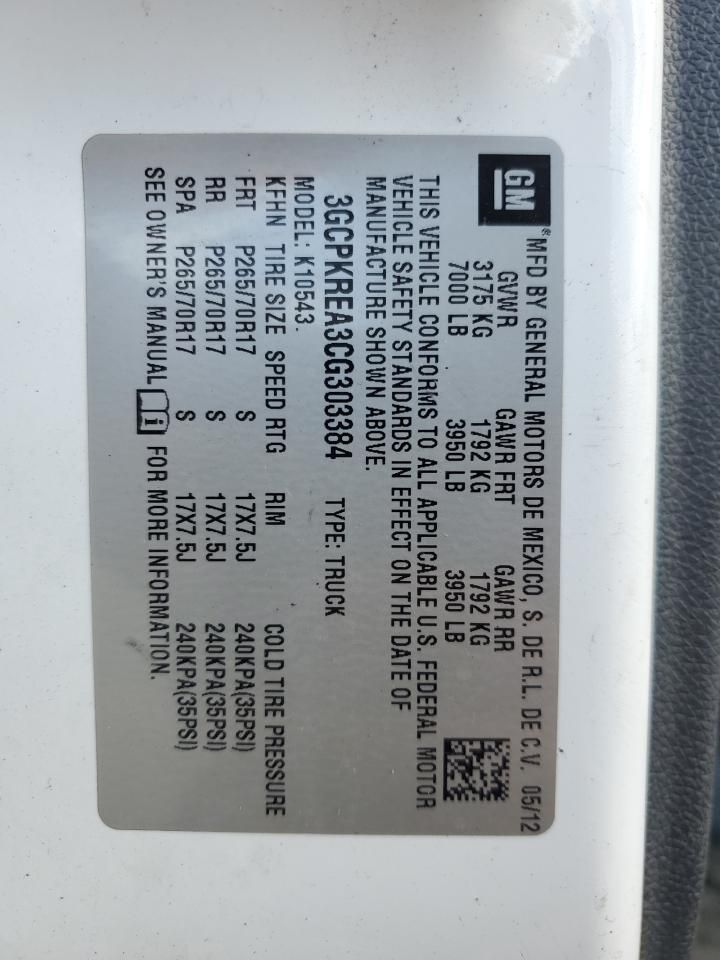 GM® MFD BY GENERAL MOTORS DE MEXICO, S. DE R.L. DE C.V. 05/12
GVWR GAWR FRT GAWR RR
3175 KG 1792 KG 1792 KG
7000 LB 3950 LB 3950 LB
THIS VEHICLE CONFORMS TO ALL APPLICABLE U.S. FEDERAL MOTOR
VEHICLE SAFETY STANDARDS IN EFFECT ON THE DATE OF
MANUFACTURE SHOWN ABOVE.
3GCPKREA3CG303384 TYPE: TRUCK
MODEL: K10543
KFHN TIRE SIZE SPEED RTG RIM COLD TIRE PRESSURE
FRT P265/70R17 S 17X7.5J 240KPA(35PSI)
RR P265/70R17 S 17X7.5J 240KPA(35PSI)
SPA P265/70R17 S 17X7.5J 240KPA(35PSI)
SEE OWNER'S MANUAL i FOR MORE INFORMATION.